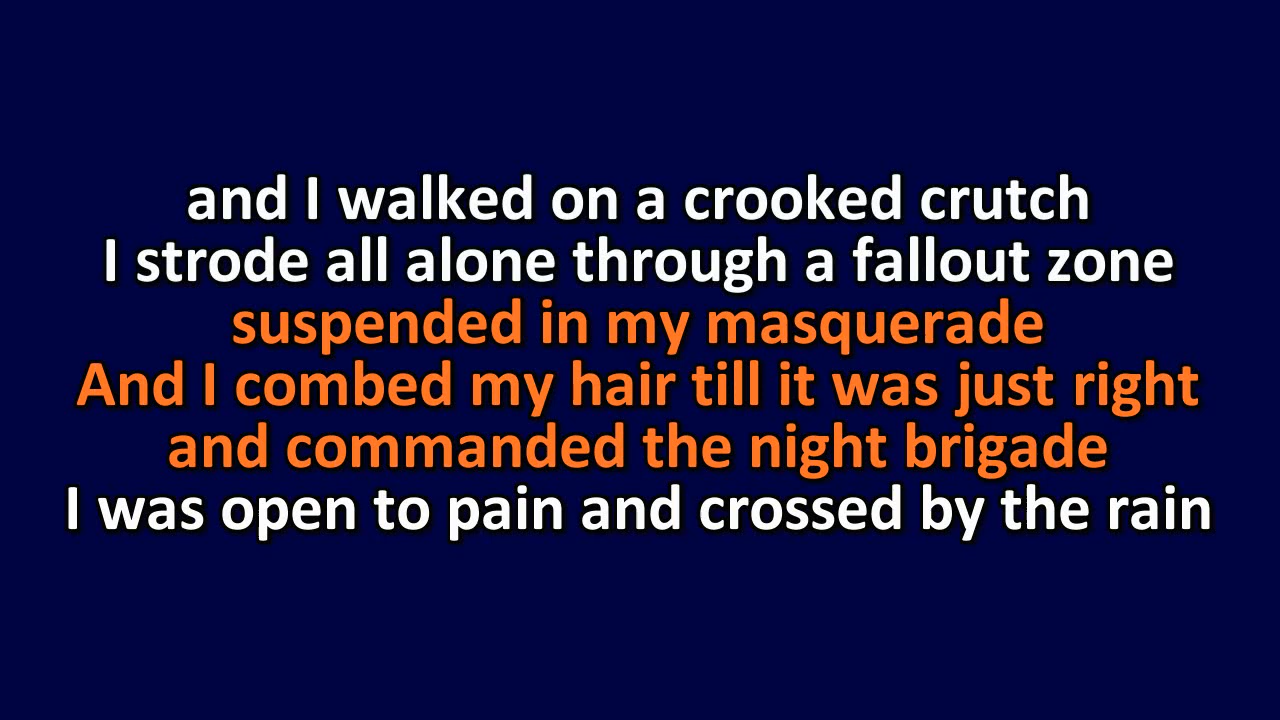 and I walked on a crooked crutch
I strode all alone through a fallout zone
suspended in my masquerade
And I combed my hair till it was just right
and commanded the night brigade
I was open to pain and crossed by the rain